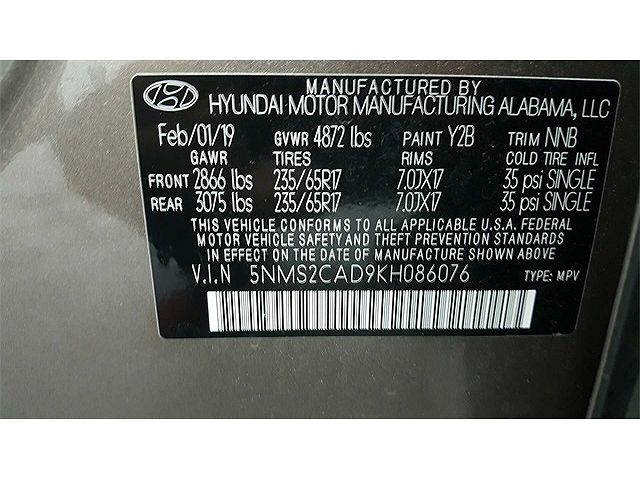 MANUFACTURED BY
HYUNDAI MOTOR MANUFACTURING ALABAMA, LLC
Feb/01/19 GVWR 4872 lbs PAINT Y2B TRIM NNB
GAWR TIRES RIMS COLD TIRE INFL
FRONT 2866 lbs 235/65R17 7.0JX17 35 psi SINGLE
REAR 3075 lbs 235/65R17 7.0JX17 35 psi SINGLE
THIS VEHICLE CONFORMS TO ALL APPLICABLE U.S.A. FEDERAL
MOTOR VEHICLE SAFETY AND THEFT PREVENTION STANDARDS
IN EFFECT ON THE DATE OF MANUFACTURE SHOWN ABOVE
V.I.N 5NMS2CAD9KH086076 TYPE: MPV